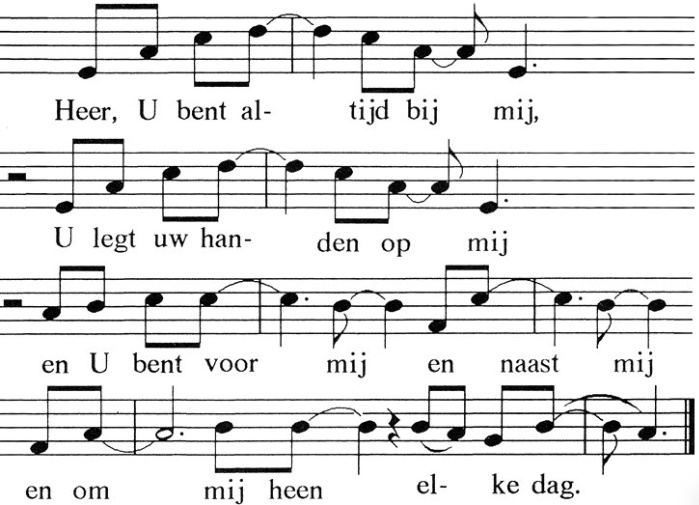 Heer, U bent al- tijd bij mij,
U legt uw han- den op mij
en U bent voor mij en naast mij
en om mij heen el- ke dag.